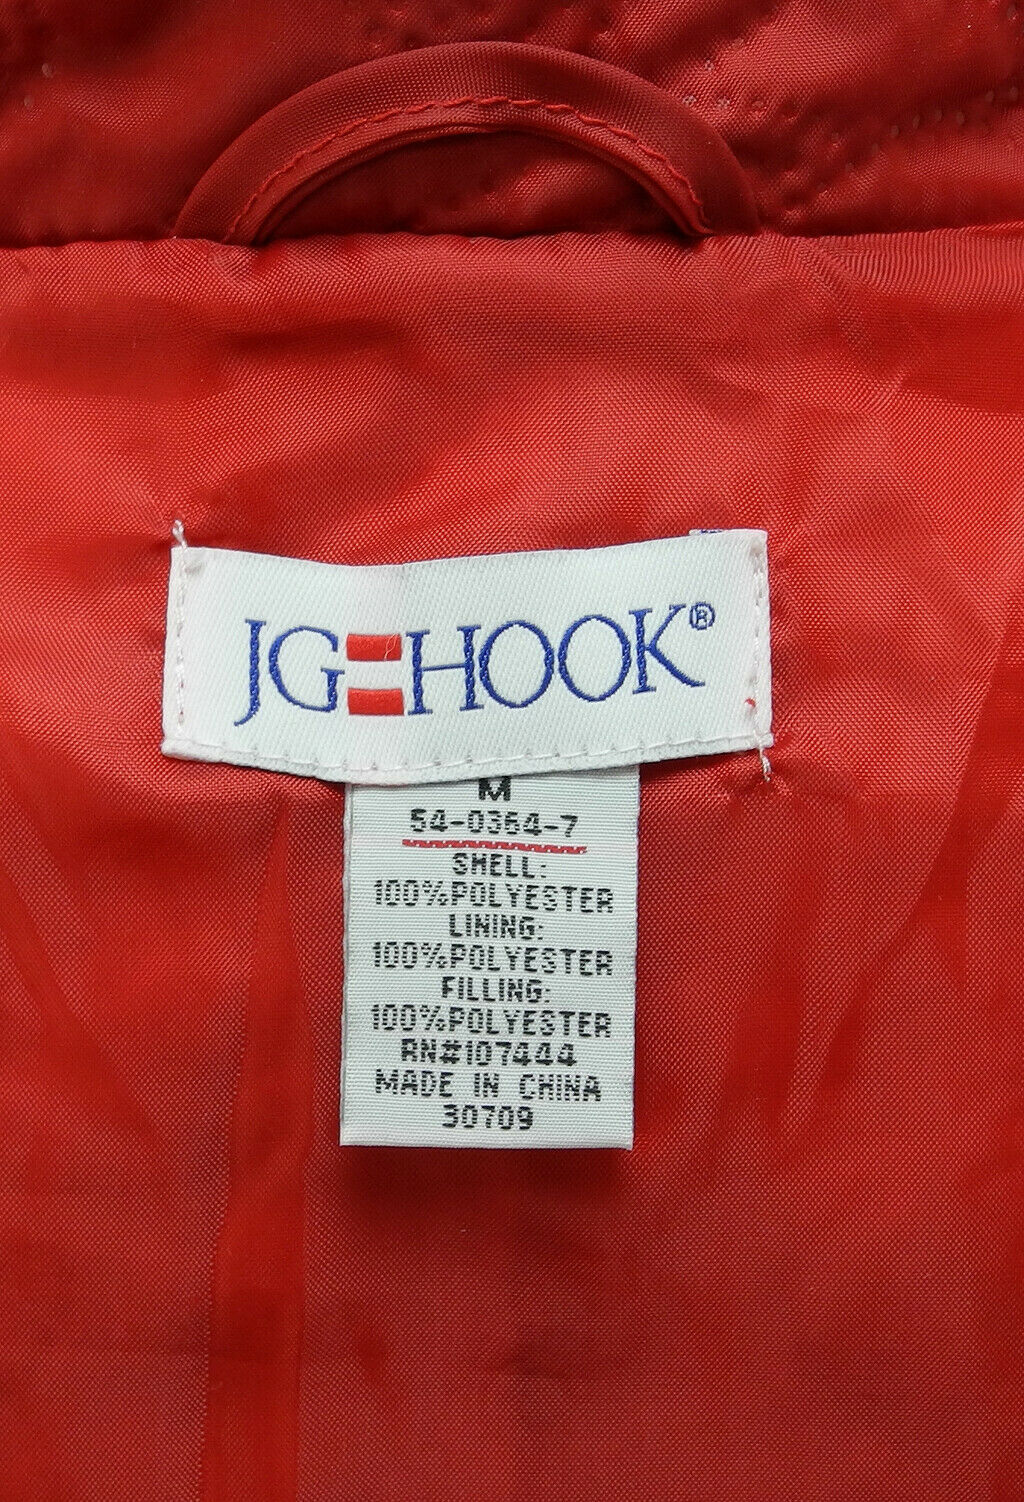 JG HOOK®
M
54-0364-7
SHELL:
100%POLYESTER
LINING:
100%POLYESTER
FILLING:
100%POLYESTER
RN#107444
MADE IN CHINA
30709